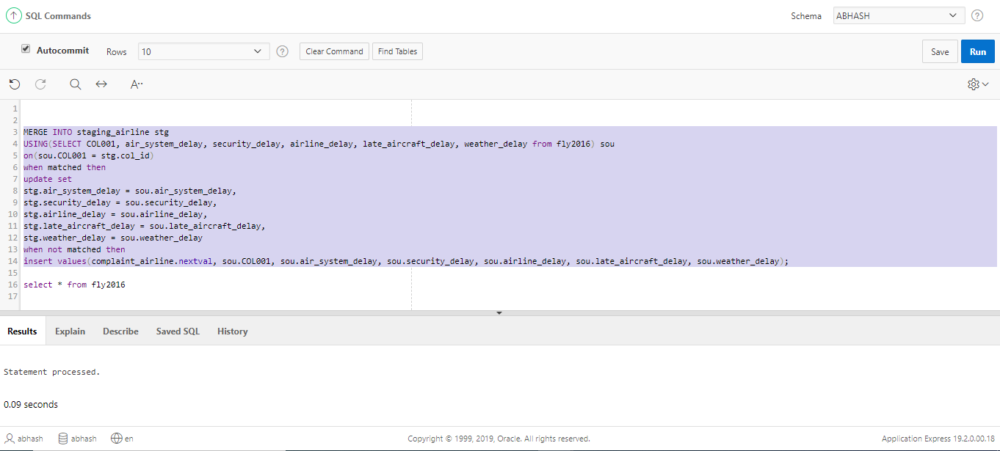 SQL Commands
Schema ABHASH ?
Autocommit Rows 10 ? Clear Command Find Tables Save Run
A
1
2
3 MERGE INTO staging_airline stg
4 USING(SELECT COL001, air_system_delay, security_delay, airline_delay, late_aircraft_delay, weather_delay from fly2016) sou
5 on(sou.COL001 = stg.col_id)
6 when matched then
7 update set
8 stg.air_system_delay = sou.air_system_delay,
9 stg.security_delay = sou.security_delay,
10 stg.airline_delay = sou.airline_delay,
11 stg.late_aircraft_delay = sou.late_aircraft_delay,
12 stg.weather_delay = sou.weather_delay
13 when not matched then
14 insert values(complaint_airline.nextval, sou.COL001, sou.air_system_delay, sou.security_delay, sou.airline_delay, sou.late_aircraft_delay, sou.weather_delay);
15
16 select * from fly2016
17
Results Explain Describe Saved SQL History
Statement processed.
0.09 seconds
abhash abhash en Copyright © 1999, 2019, Oracle. All rights reserved. Application Express 19.2.0.00.18